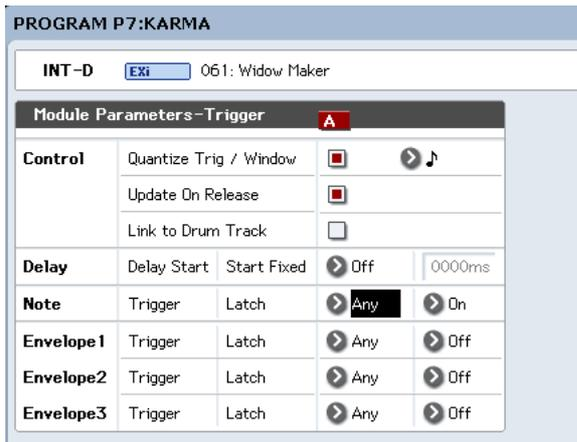 PROGRAM P7:KARMA
INT-D EXi 061: Widow Maker
Module Parameters-Trigger A
Control Quantize Trig / Window ♪
Update On Release
Link to Drum Track
Delay Delay Start Start Fixed Off 0000ms
Note Trigger Latch Any On
Envelope1 Trigger Latch Any Off
Envelope2 Trigger Latch Any Off
Envelope3 Trigger Latch Any Off